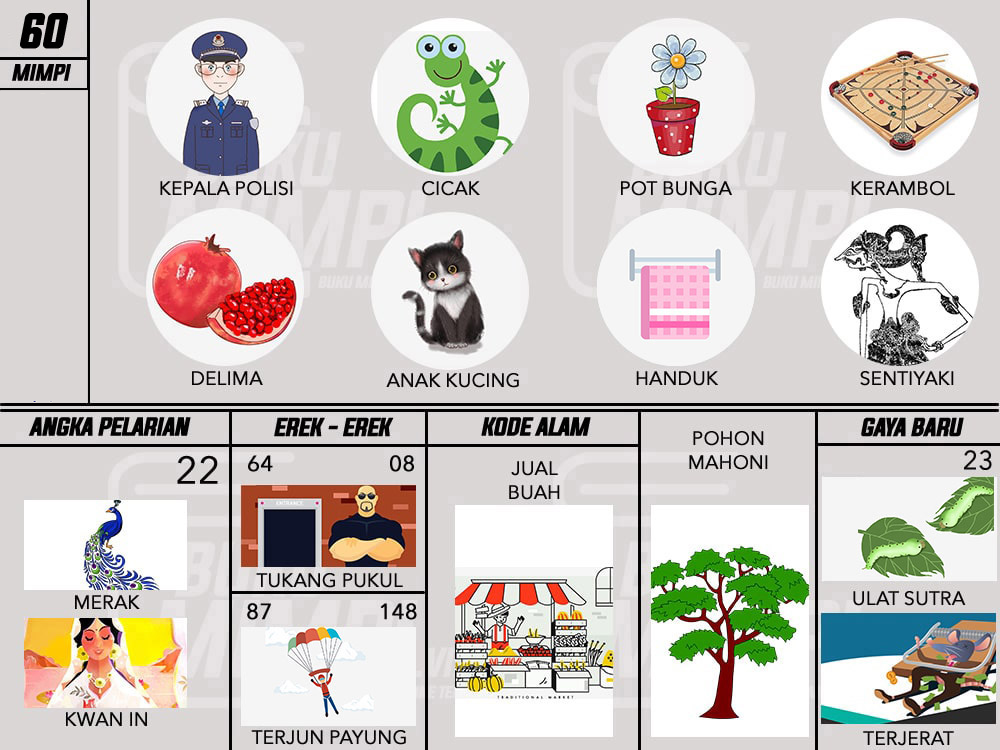 60
MIMPI
KEPALA POLISI
CICAK
POT BUNGA
KERAMBOL
DELIMA
ANAK KUCING
HANDUK
SENTIYAKI
ANGKA PELARIAN
22
MERAK
KWAN IN
EREK - EREK
64 08
ENTRANCE
TUKANG PUKUL
87 148
TERJUN PAYUNG
KODE ALAM
JUAL
BUAH
TRADITIONAL MARKET
POHON
MAHONI
GAYA BARU
23
ULAT SUTRA
TERJERAT
BUKU
MIMPI